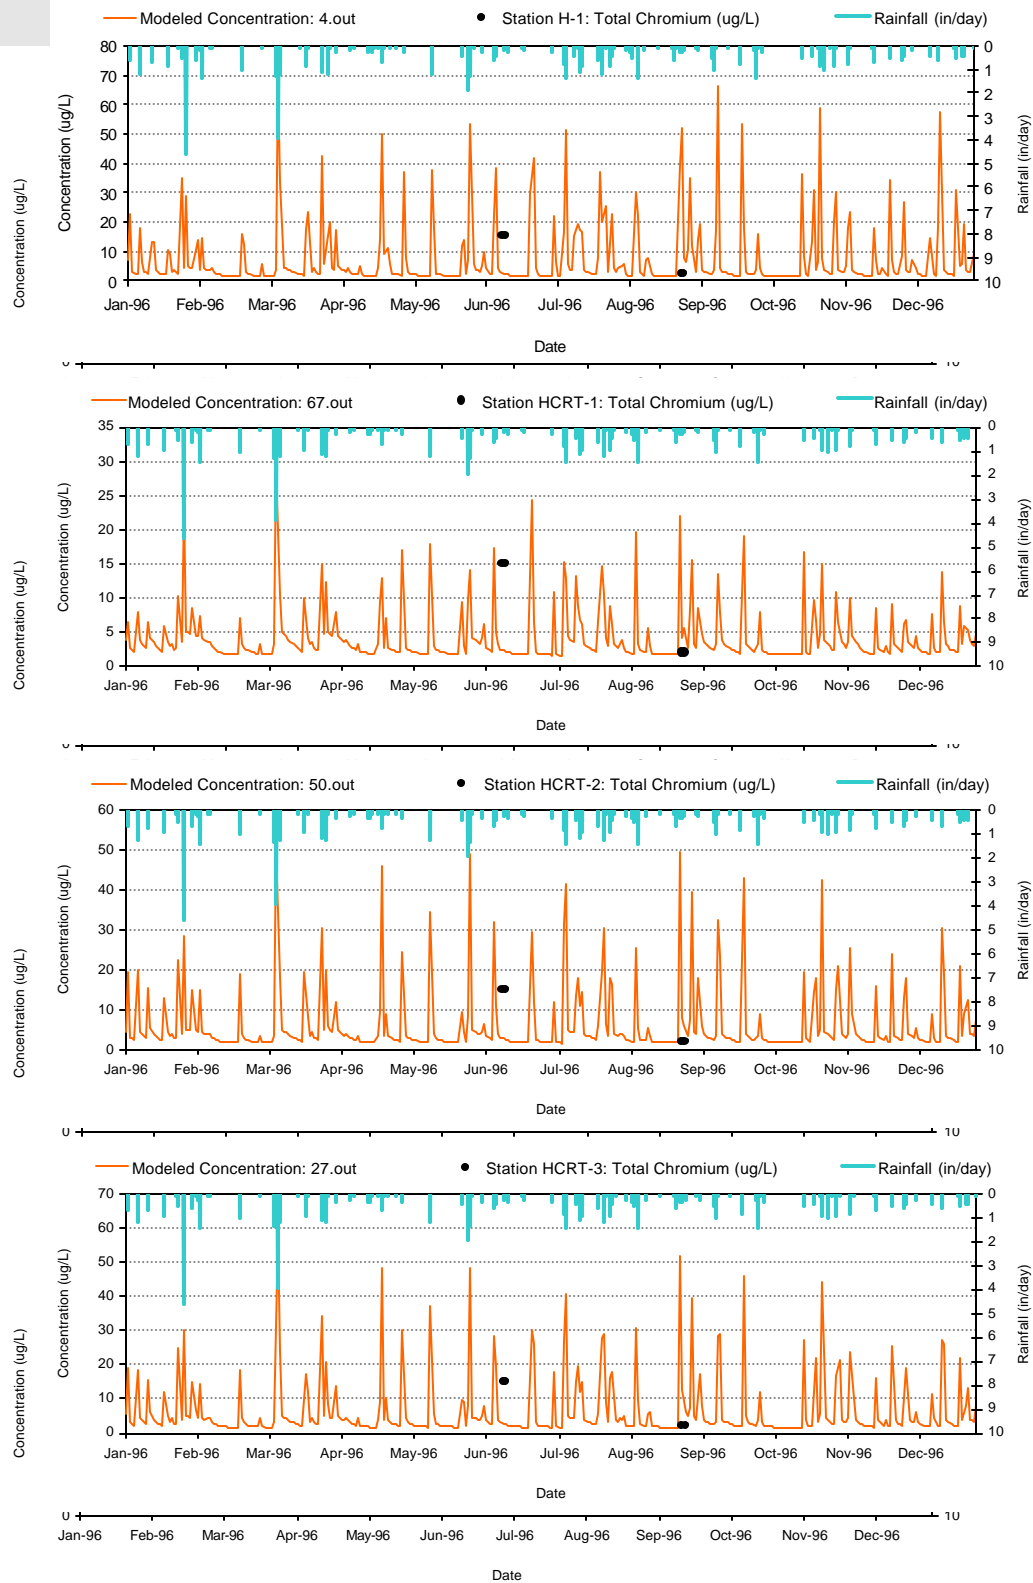 Modeled Concentration: 4.out Station H-1: Total Chromium (ug/L) Rainfall (in/day)
80 70 60 50 40 30 20 10 0
0 1 2 3 4 5 6 7 8 9 10
Concentration (ug/L)
Concentration (ug/L)
Rainfall (in/day)
Jan-96 Feb-96 Mar-96 Apr-96 May-96 Jun-96 Jul-96 Aug-96 Sep-96 Oct-96 Nov-96 Dec-96
Date
0 10
Modeled Concentration: 67.out Station HCRT-1: Total Chromium (ug/L) Rainfall (in/day)
35 30 25 20 15 10 5 0
0 1 2 3 4 5 6 7 8 9 10
Concentration (ug/L)
Concentration (ug/L)
Rainfall (in/day)
Jan-96 Feb-96 Mar-96 Apr-96 May-96 Jun-96 Jul-96 Aug-96 Sep-96 Oct-96 Nov-96 Dec-96
Date
0 10
Modeled Concentration: 50.out Station HCRT-2: Total Chromium (ug/L) Rainfall (in/day)
60 50 40 30 20 10 0
0 1 2 3 4 5 6 7 8 9 10
Concentration (ug/L)
Concentration (ug/L)
Rainfall (in/day)
Jan-96 Feb-96 Mar-96 Apr-96 May-96 Jun-96 Jul-96 Aug-96 Sep-96 Oct-96 Nov-96 Dec-96
Date
0 10
Modeled Concentration: 27.out Station HCRT-3: Total Chromium (ug/L) Rainfall (in/day)
70 60 50 40 30 20 10 0
0 1 2 3 4 5 6 7 8 9 10
Concentration (ug/L)
Concentration (ug/L)
Rainfall (in/day)
Jan-96 Feb-96 Mar-96 Apr-96 May-96 Jun-96 Jul-96 Aug-96 Sep-96 Oct-96 Nov-96 Dec-96
Date
0 10
Jan-96 Feb-96 Mar-96 Apr-96 May-96 Jun-96 Jul-96 Aug-96 Sep-96 Oct-96 Nov-96 Dec-96
Date